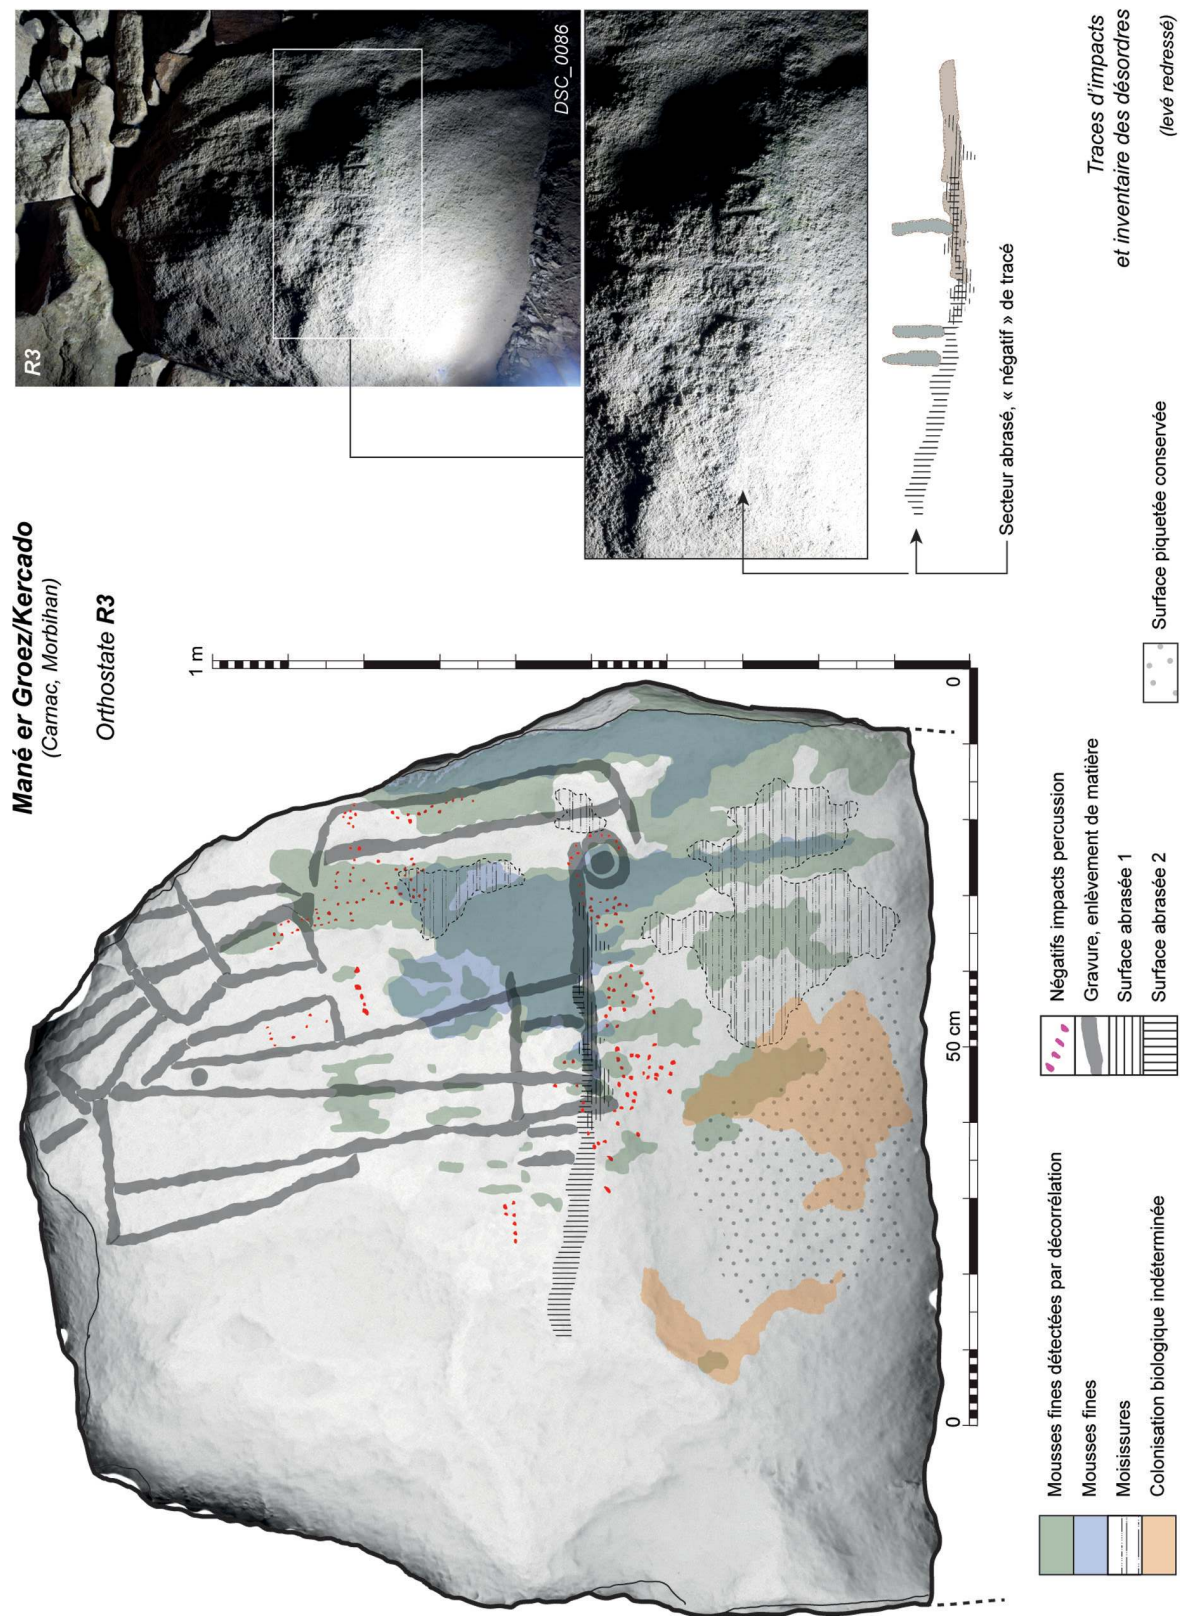 Mané er Groez/Kercado
(Carnac, Morbihan)
Orthostate R3
R3
DSC_0086
1 m
0
50 cm
0
Secteur abrasé, « négatif » de tracé
Traces d'impacts
et inventaire des désordres
(levé redressé)
Mousses fines détectées par décorrélation
Mousses fines
Moisissures
Colonisation biologique indéterminée
Négatifs impacts percussion
Gravure, enlèvement de matière
Surface abrasée 1
Surface abrasée 2
Surface piquetée conservée